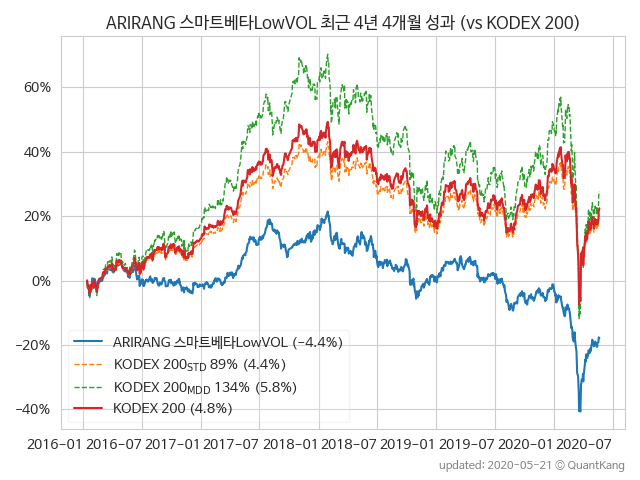 ARIRANG 스마트베타LowVOL 최근 4년 4개월 성과 (vs KODEX 200)
60%
40%
20%
0%
−20%
−40%
ARIRANG 스마트베타LowVOL (−4.4%)
KODEX 200STD 89% (4.4%)
KODEX 200MDD 134% (5.8%)
KODEX 200 (4.8%)
2016-01 2016-07 2017-01 2017-07 2018-01 2018-07 2019-01 2019-07 2020-01 2020-07
updated: 2020-05-21 © QuantKang